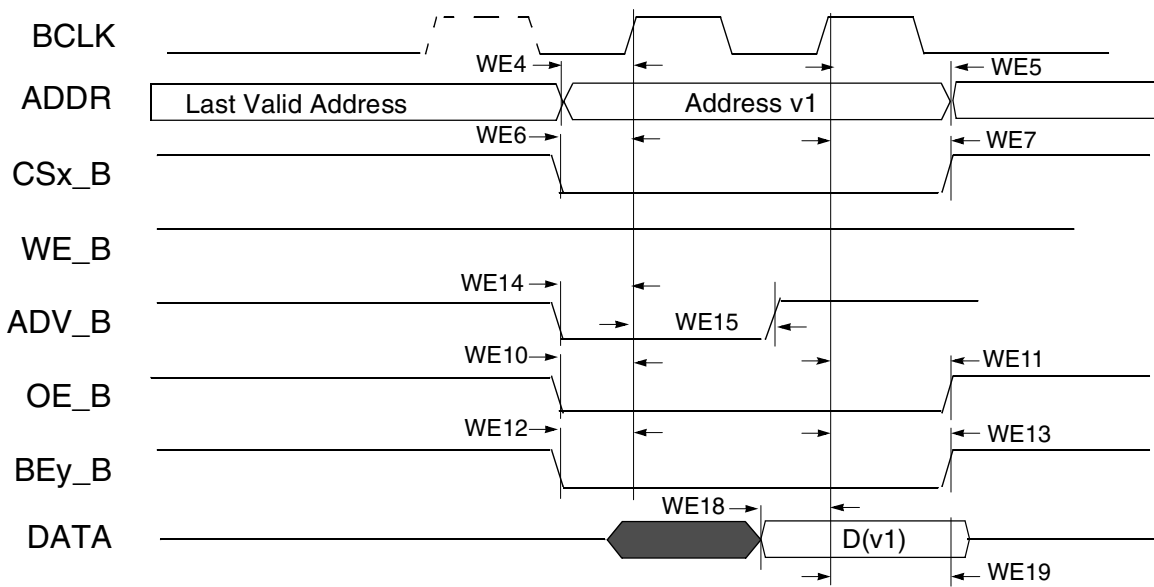 BCLK
WE4
WE5
ADDR
Last Valid Address
Address v1
WE6
WE7
CSx_B
WE_B
WE14
ADV_B
WE15
WE10
WE11
OE_B
WE12
WE13
BEy_B
WE18
DATA
D(v1)
WE19